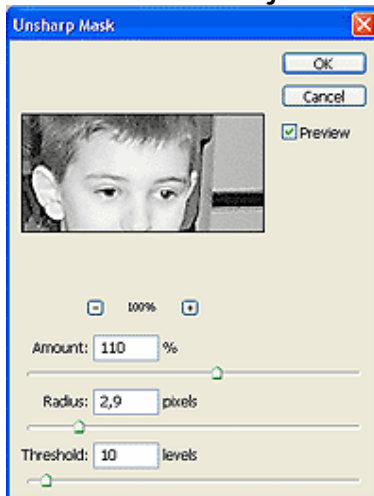 Unsharp Mask
OK
Cancel
Preview
100%
Amount: 110 %
Radius: 2,9 pixels
Threshold: 10 levels